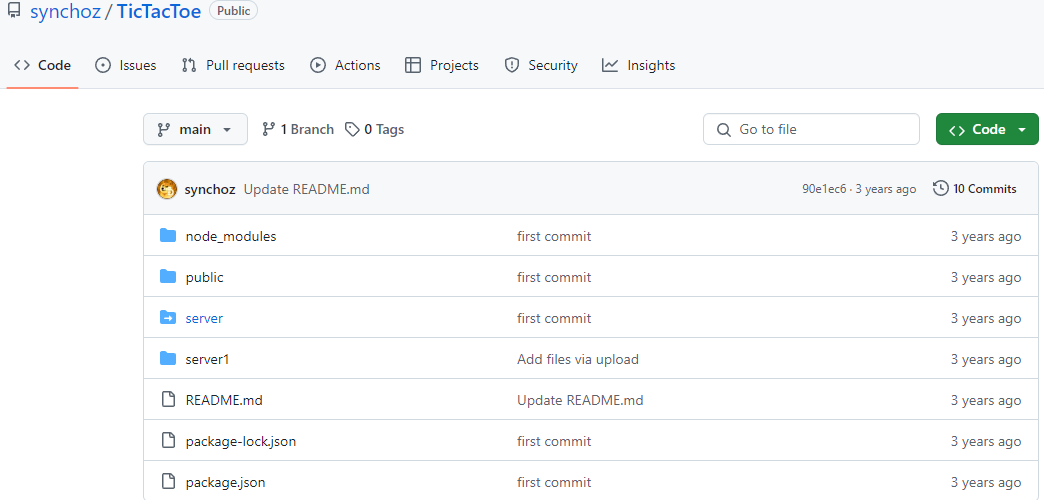 synchoz / TicTacToe Public
Code Issues Pull requests Actions Projects Security Insights
main 1 Branch 0 Tags Go to file Code
synchoz Update README.md 90e1ec6 · 3 years ago 10 Commits
node_modules first commit 3 years ago
public first commit 3 years ago
server first commit 3 years ago
server1 Add files via upload 3 years ago
README.md Update README.md 3 years ago
package-lock.json first commit 3 years ago
package.json first commit 3 years ago